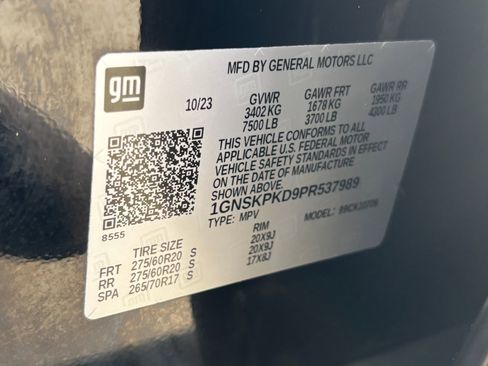 MFD BY GENERAL MOTORS LLC
gm
10/23 GVWR GAWR FRT GAWR RR
3402 KG 1678 KG 1950 KG
7500 LB 3700 LB 4300 LB
THIS VEHICLE CONFORMS TO ALL
APPLICABLE U.S. FEDERAL MOTOR
VEHICLE SAFETY STANDARDS IN EFFECT
ON THE DATE OF MANUFACTURE
SHOWN ABOVE.
1GNSKPKD9PR537989
8555 TYPE: MPV MODEL:
TIRE SIZE RIM
FRT 275/60R20 S 20X9J
RR 275/60R20 S 20X9J
SPA 265/70R17 S 17X8J